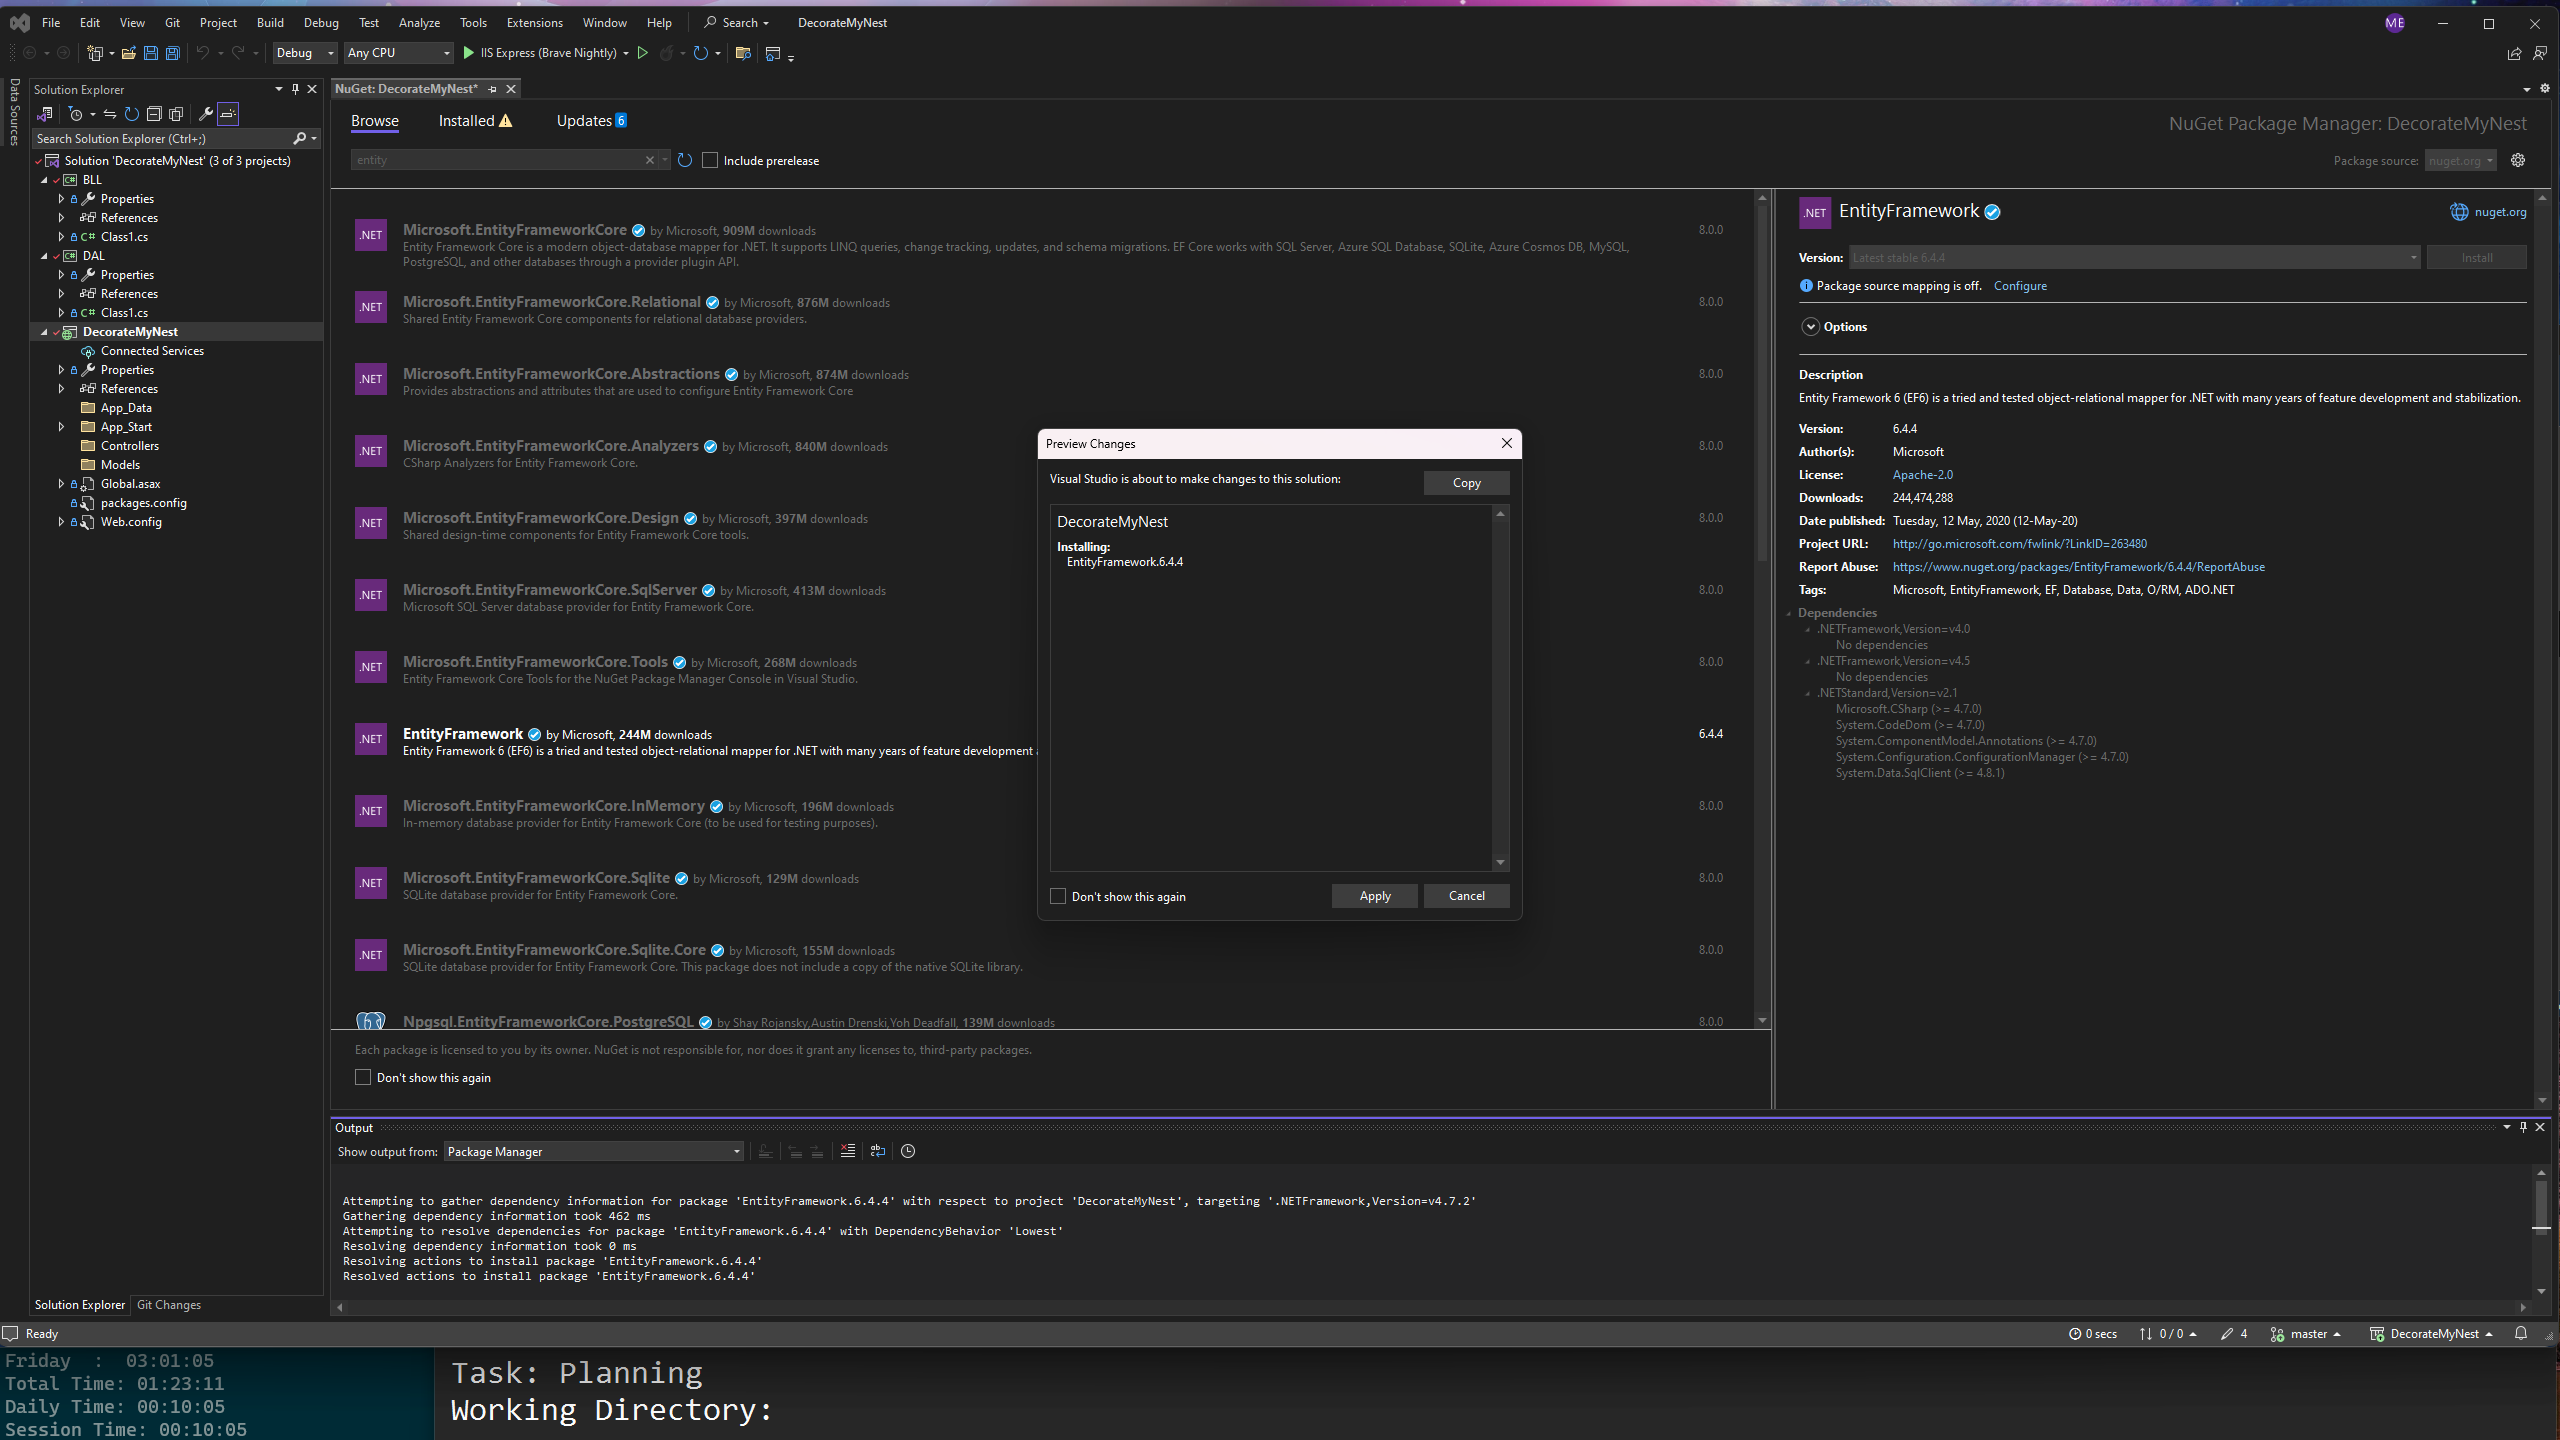 File Edit View Git Project Build Debug Test Analyze Tools Extensions Window Help Search DecorateMyNest ME
Debug Any CPU IIS Express (Brave Nightly)
Data Sources
Solution Explorer
Search Solution Explorer (Ctrl+;)
Solution 'DecorateMyNest' (3 of 3 projects)
BLL
Properties
References
C# Class1.cs
DAL
Properties
References
C# Class1.cs
DecorateMyNest
Connected Services
Properties
References
App_Data
App_Start
Controllers
Models
Global.asax
packages.config
Web.config
Solution Explorer Git Changes
NuGet: DecorateMyNest*
Browse Installed Updates 6
NuGet Package Manager: DecorateMyNest
entity Include prerelease
Package source: nuget.org
.NET Microsoft.EntityFrameworkCore by Microsoft, 909M downloads 8.0.0
Entity Framework Core is a modern object-database mapper for .NET. It supports LINQ queries, change tracking, updates, and schema migrations. EF Core works with SQL Server, Azure SQL Database, SQLite, Azure Cosmos DB, MySQL,
PostgreSQL, and other databases through a provider plugin API.
.NET Microsoft.EntityFrameworkCore.Relational by Microsoft, 876M downloads 8.0.0
Shared Entity Framework Core components for relational database providers.
.NET Microsoft.EntityFrameworkCore.Abstractions by Microsoft, 874M downloads 8.0.0
Provides abstractions and attributes that are used to configure Entity Framework Core
.NET Microsoft.EntityFrameworkCore.Analyzers by Microsoft, 840M downloads 8.0.0
CSharp Analyzers for Entity Framework Core.
.NET Microsoft.EntityFrameworkCore.Design by Microsoft, 397M downloads 8.0.0
Shared design-time components for Entity Framework Core tools.
.NET Microsoft.EntityFrameworkCore.SqlServer by Microsoft, 413M downloads 8.0.0
Microsoft SQL Server database provider for Entity Framework Core.
.NET Microsoft.EntityFrameworkCore.Tools by Microsoft, 268M downloads 8.0.0
Entity Framework Core Tools for the NuGet Package Manager Console in Visual Studio.
.NET EntityFramework by Microsoft, 244M downloads 6.4.4
Entity Framework 6 (EF6) is a tried and tested object-relational mapper for .NET with many years of feature development
.NET Microsoft.EntityFrameworkCore.InMemory by Microsoft, 196M downloads 8.0.0
In-memory database provider for Entity Framework Core (to be used for testing purposes).
.NET Microsoft.EntityFrameworkCore.Sqlite by Microsoft, 129M downloads 8.0.0
SQLite database provider for Entity Framework Core.
.NET Microsoft.EntityFrameworkCore.Sqlite.Core by Microsoft, 155M downloads 8.0.0
SQLite database provider for Entity Framework Core. This package does not include a copy of the native SQLite library.
Npgsql.EntityFrameworkCore.PostgreSQL by Shay Rojansky,Austin Drenski,Yoh Deadfall, 139M downloads 8.0.0
Each package is licensed to you by its owner. NuGet is not responsible for, nor does it grant any licenses to, third-party packages.
Don't show this again
Preview Changes
Visual Studio is about to make changes to this solution:
Copy
DecorateMyNest
Installing:
EntityFramework.6.4.4
Don't show this again Apply Cancel
.NET EntityFramework nuget.org
Version: Latest stable 6.4.4 Install
Package source mapping is off. Configure
Options
Description
Entity Framework 6 (EF6) is a tried and tested object-relational mapper for .NET with many years of feature development and stabilization.
Version: 6.4.4
Author(s): Microsoft
License: Apache-2.0
Downloads: 244,474,288
Date published: Tuesday, 12 May, 2020 (12-May-20)
Project URL: http://go.microsoft.com/fwlink/?LinkID=263480
Report Abuse: https://www.nuget.org/packages/EntityFramework/6.4.4/ReportAbuse
Tags: Microsoft, EntityFramework, EF, Database, Data, O/RM, ADO.NET
Dependencies
.NETFramework,Version=v4.0
No dependencies
.NETFramework,Version=v4.5
No dependencies
.NETStandard,Version=v2.1
Microsoft.CSharp (>= 4.7.0)
System.CodeDom (>= 4.7.0)
System.ComponentModel.Annotations (>= 4.7.0)
System.Configuration.ConfigurationManager (>= 4.7.0)
System.Data.SqlClient (>= 4.8.1)
Output
Show output from: Package Manager
Attempting to gather dependency information for package 'EntityFramework.6.4.4' with respect to project 'DecorateMyNest', targeting '.NETFramework,Version=v4.7.2'
Gathering dependency information took 462 ms
Attempting to resolve dependencies for package 'EntityFramework.6.4.4' with DependencyBehavior 'Lowest'
Resolving dependency information took 0 ms
Resolving actions to install package 'EntityFramework.6.4.4'
Resolved actions to install package 'EntityFramework.6.4.4'
Ready 0 secs 0 / 0 4 master DecorateMyNest
Friday : 03:01:05
Total Time: 01:23:11
Daily Time: 00:10:05
Session Time: 00:10:05
Task: Planning
Working Directory: